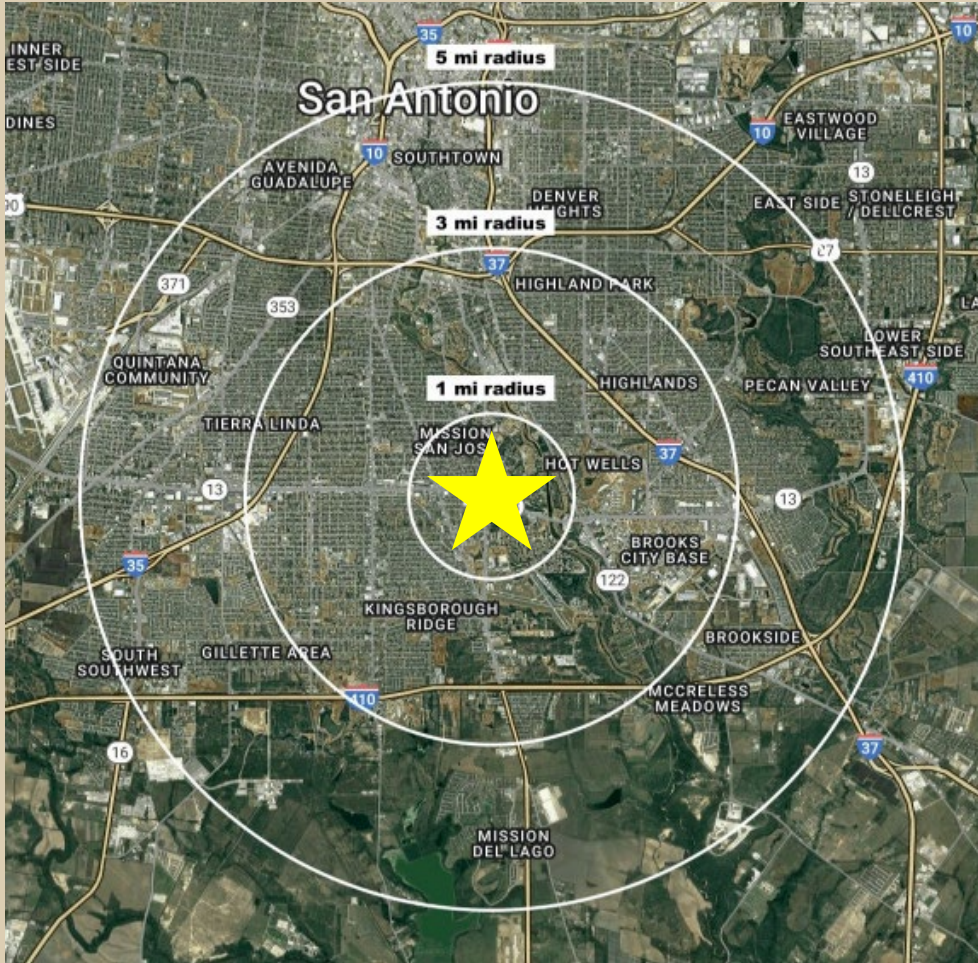 INNER
EST SIDE
35
10
5 mi radius
San Antonio
DINES
10
EASTWOOD
VILLAGE
10
SOUTHTOWN
AVENIDA
GUADALUPE
13
90
DENVER
HEIGHTS
EAST SIDE
STONELEIGH
/ DELLCREST
3 mi radius
87
37
371
HIGHLAND PARK
353
LOWER
SOUTHEAST SIDE
QUINTANA
COMMUNITY
410
1 mi radius
HIGHLANDS
PECAN VALLEY
TIERRA LINDA
MISSION
SAN JOS
37
HOT WELLS
13
13
35
BROOKS
CITY BASE
122
KINGSBOROUGH
RIDGE
BROOKSIDE
SOUTH
SOUTHWEST
GILLETTE AREA
410
MCCRELESS
MEADOWS
16
37
MISSION
DEL LAGO